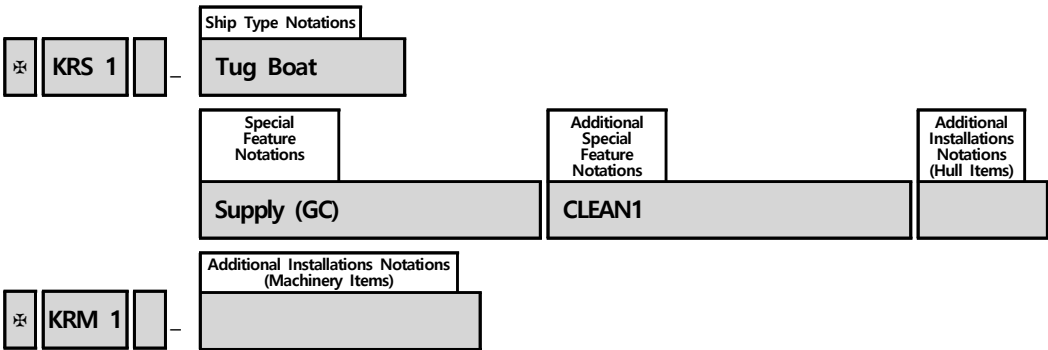 Ship Type Notations
✠ KRS 1 _ Tug Boat
Special
Feature
Notations
Additional
Special
Feature
Notations
Additional
Installations
Notations
(Hull Items)
Supply (GC) CLEAN1
Additional Installations Notations
(Machinery Items)
✠ KRM 1 _